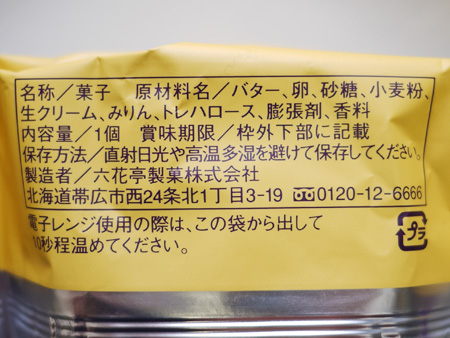 名称/菓子　原材料名/バター、卵、砂糖、小麦粉、
生クリーム、みりん、トレハロース、膨張剤、香料
内容量/1個　賞味期限/枠外下部に記載
保存方法/直射日光や高温多湿を避けて保存してください。
製造者/六花亭製菓株式会社
北海道帯広市西24条北1丁目3-19　0120-12-6666
電子レンジ使用の際は、この袋から出して
10秒程温めてください。
プラ